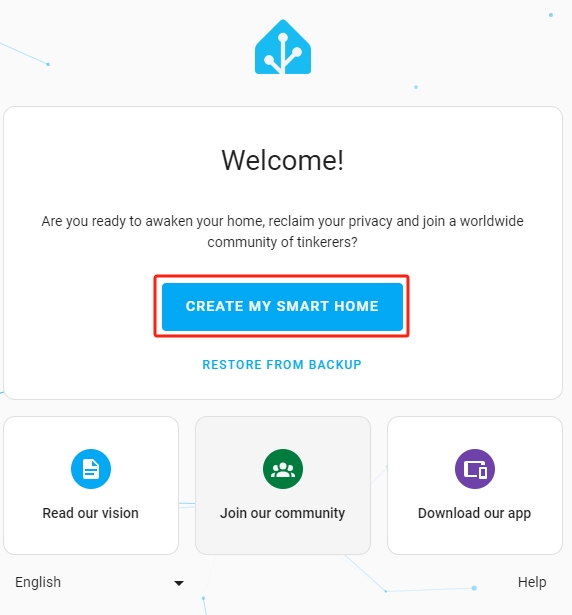 Welcome!
Are you ready to awaken your home, reclaim your privacy and join a worldwide
community of tinkerers?
CREATE MY SMART HOME
RESTORE FROM BACKUP
Read our vision
Join our community
Download our app
English
Help